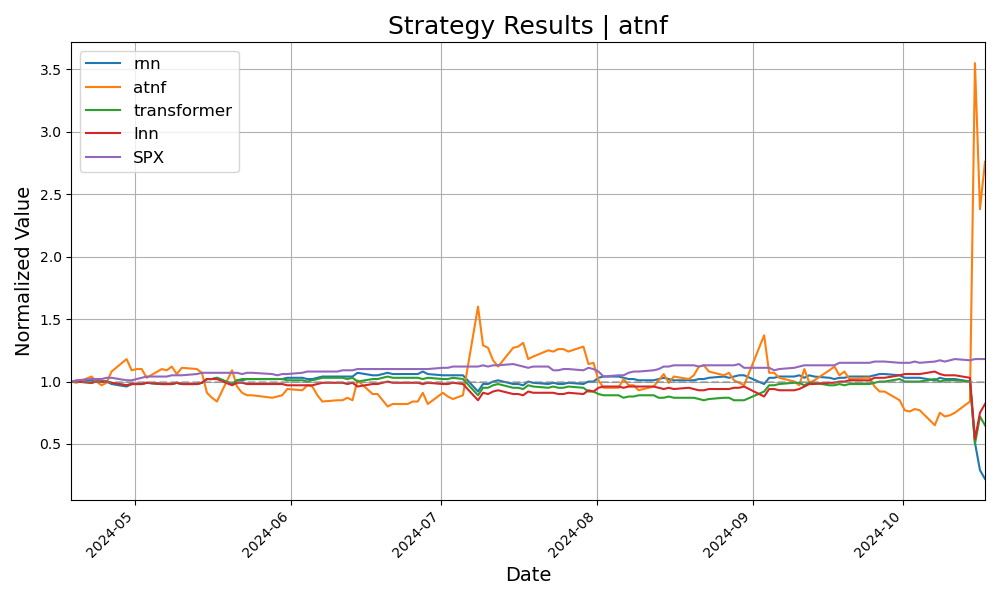 Strategy Results | atnf
rnn
atnf
transformer
lnn
SPX
3.5
3.0
2.5
2.0
1.5
1.0
0.5
Normalized Value
2024-05
2024-06
2024-07
2024-08
2024-09
2024-10
Date